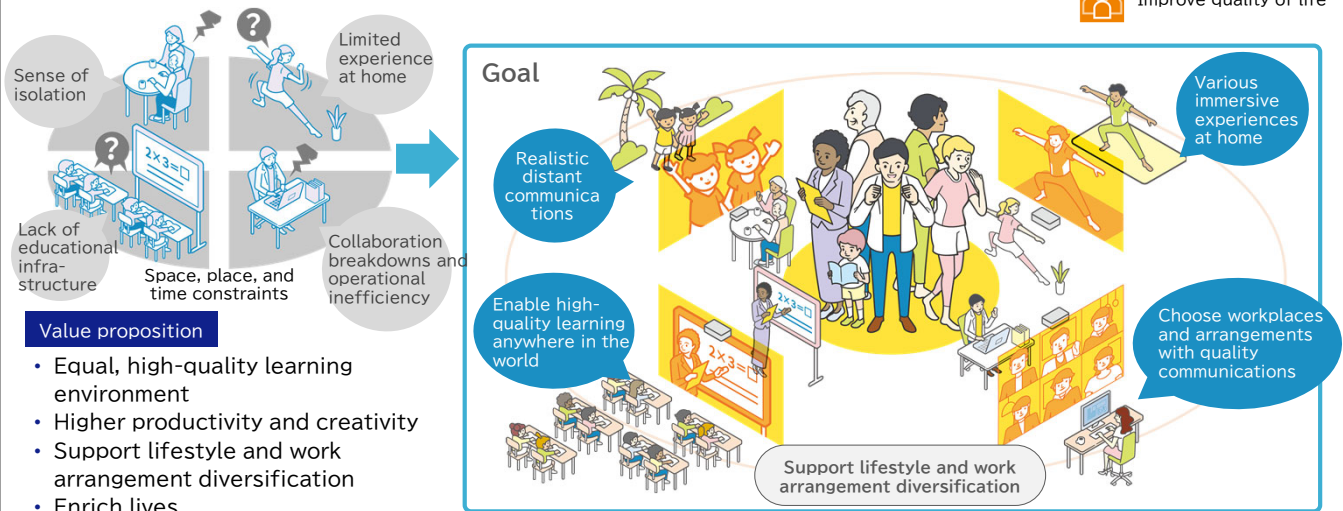 Improve quality of life
?
Limited
experience
at home
Sense of
isolation
?
2×3=□
Lack of
educational
infra-
structure
Collaboration
breakdowns and
operational
inefficiency
Space, place, and
time constraints
Value proposition
• Equal, high-quality learning
environment
• Higher productivity and creativity
• Support lifestyle and work
arrangement diversification
• Enrich lives
Goal
Various
immersive
experiences
at home
Realistic
distant
communica
tions
Enable high-
quality learning
anywhere in the
world
2×3=□
2×3=□
Choose workplaces
and arrangements
with quality
communications
Support lifestyle and work
arrangement diversification